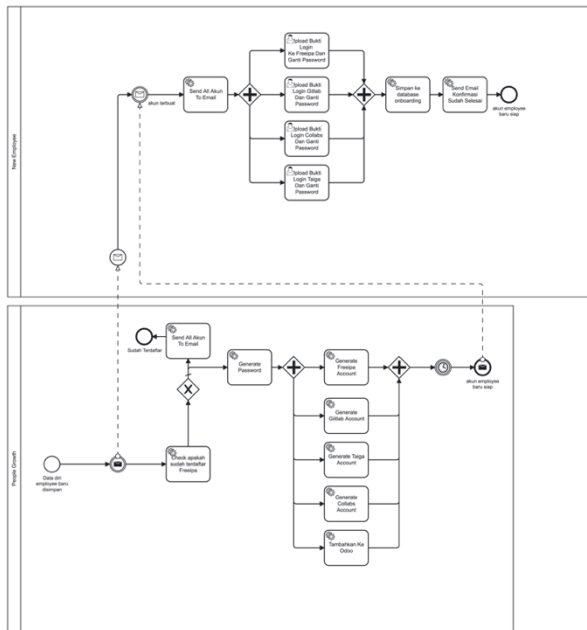 New Employee
akun terbuat
Send All Akun
To Email
Upload Bukti
Login
Ke Freeipa Dan
Ganti Password
Upload Bukti
Login Gitlab
Dan Ganti
Password
Upload Bukti
Login Collabs
Dan Ganti
Password
Upload Bukti
Login Taiga
Dan Ganti
Password
Simpan ke
database
onboarding
Send Email
Konfirmasi
Sudah Selesai
akun employee
baru siap
People Growth
Data diri
employee baru
disimpan
Check apakah
sudah terdaftar
Freeipa
Sudah Terdaftar
Send All Akun
To Email
Generate
Password
Generate
Freeipa
Account
Generate
Gitlab Account
Generate Taiga
Account
Generate
Collabs
Account
Tambahkan Ke
Odoo
akun employee
baru siap